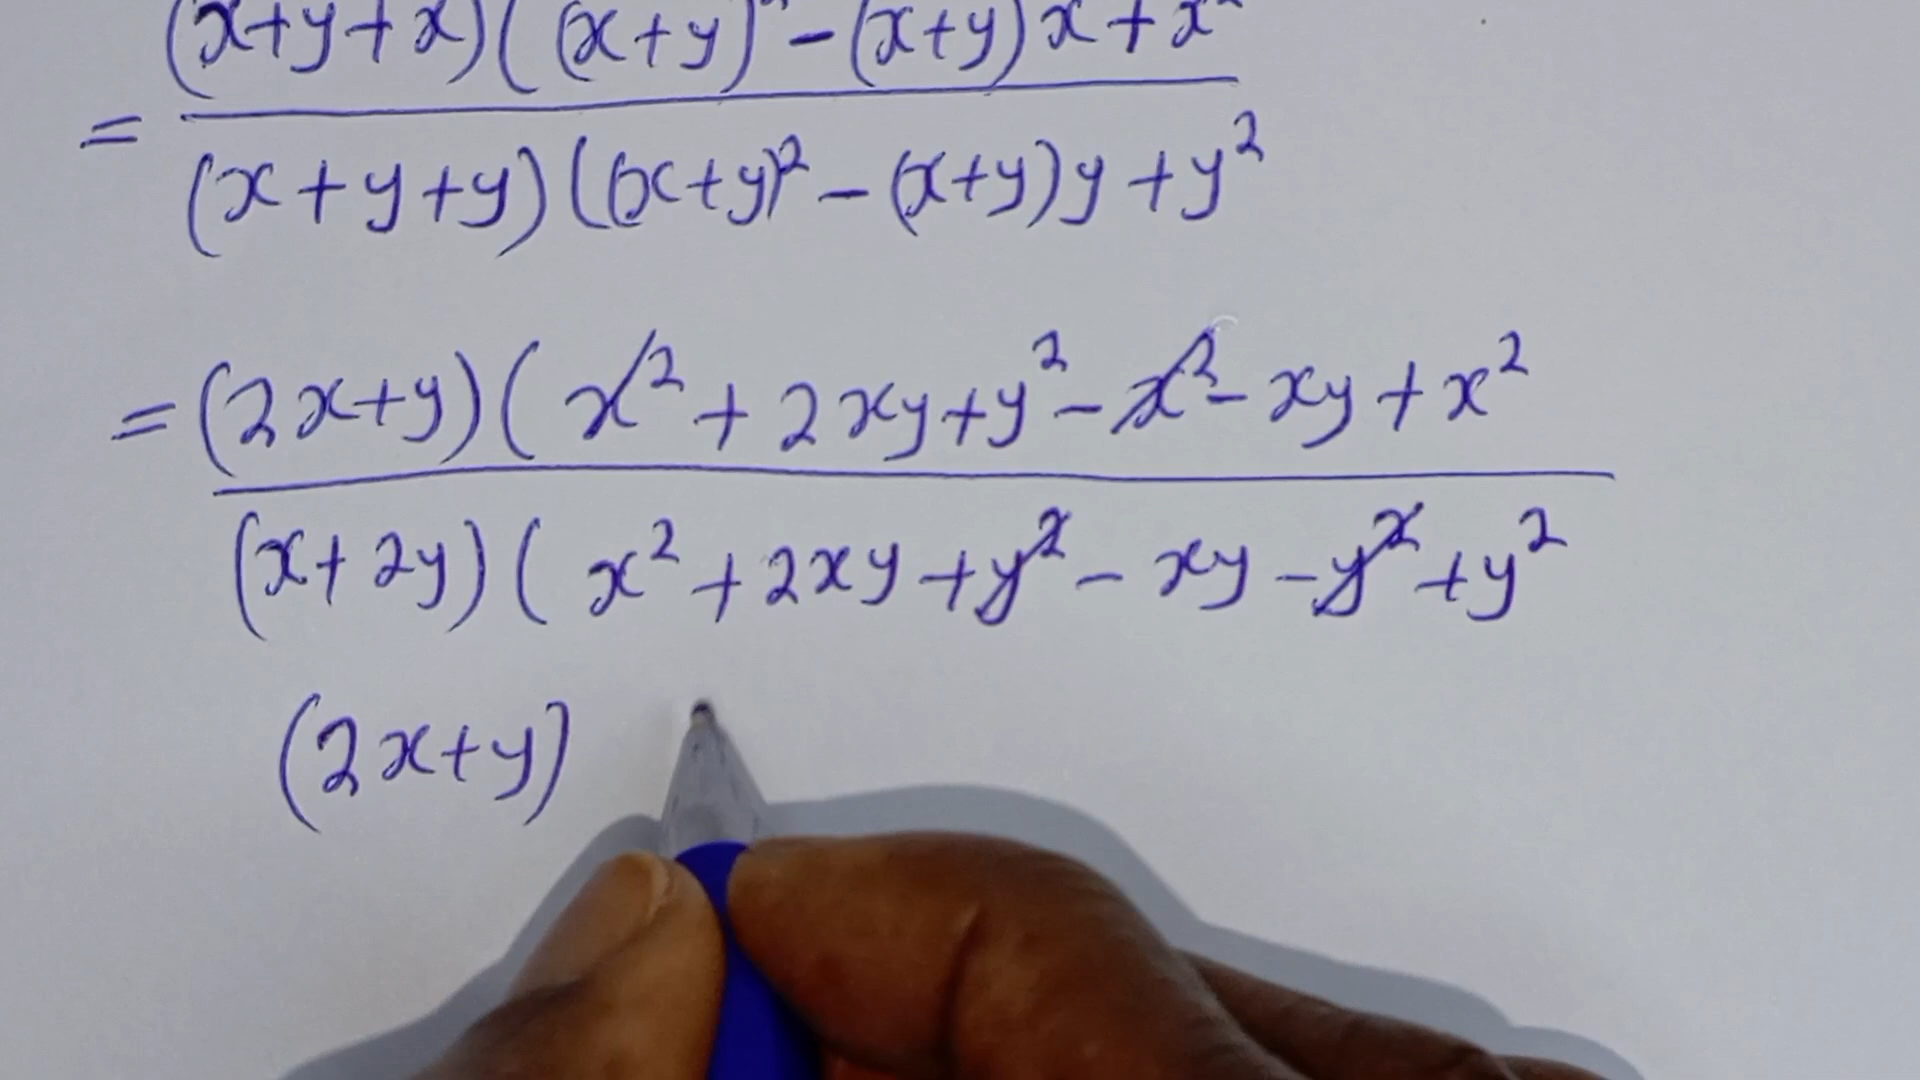 (x+y+x)((x+y)² - (x+y)x + x²
=
(x+y+y)((x+y)² - (x+y)y + y²
= (2x+y)(x² + 2xy + y² - x² - xy + x²
(x+2y)(x² + 2xy + y² - xy - y² + y²
(2x+y)